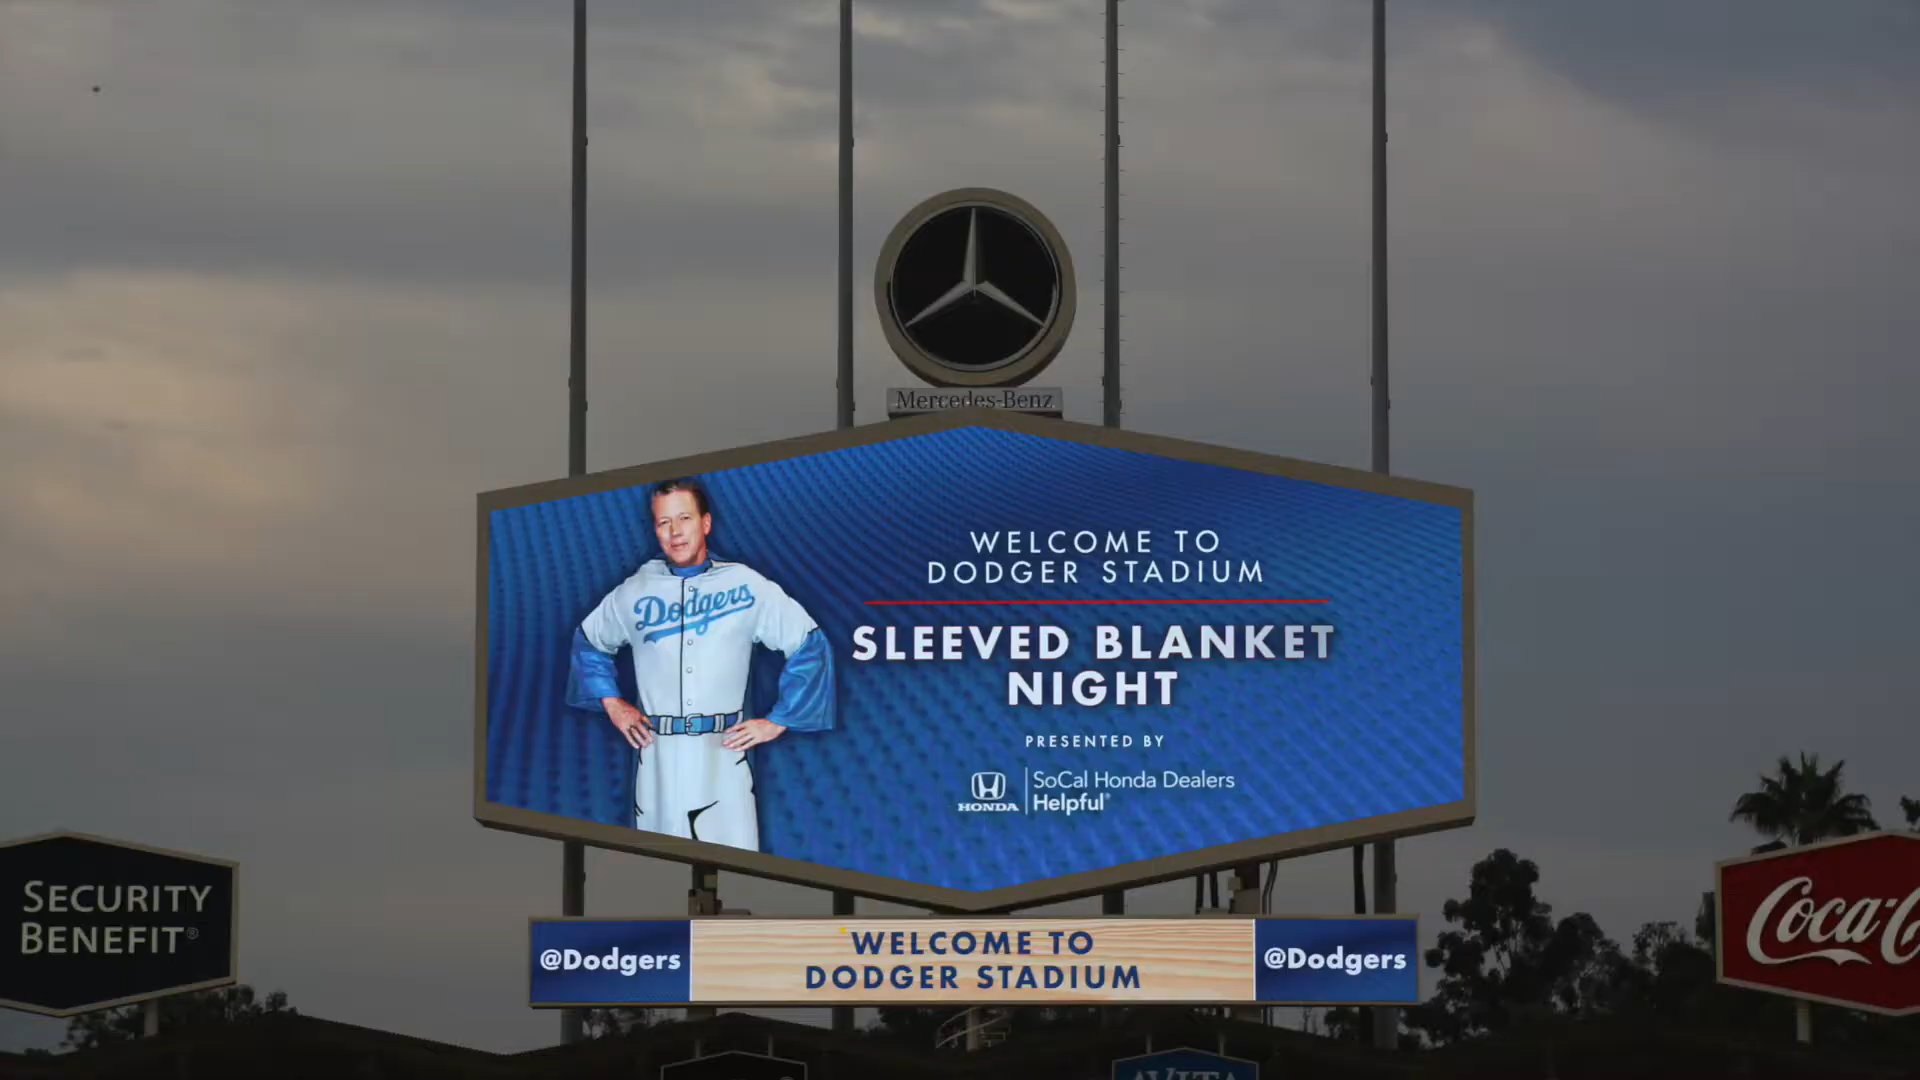 Mercedes-Benz
Dodgers
WELCOME TO
DODGER STADIUM
SLEEVED BLANKET
NIGHT
PRESENTED BY
HONDA
SoCal Honda Dealers
Helpful®
SECURITY
BENEFIT®
@Dodgers
WELCOME TO
DODGER STADIUM
@Dodgers
Coca-C